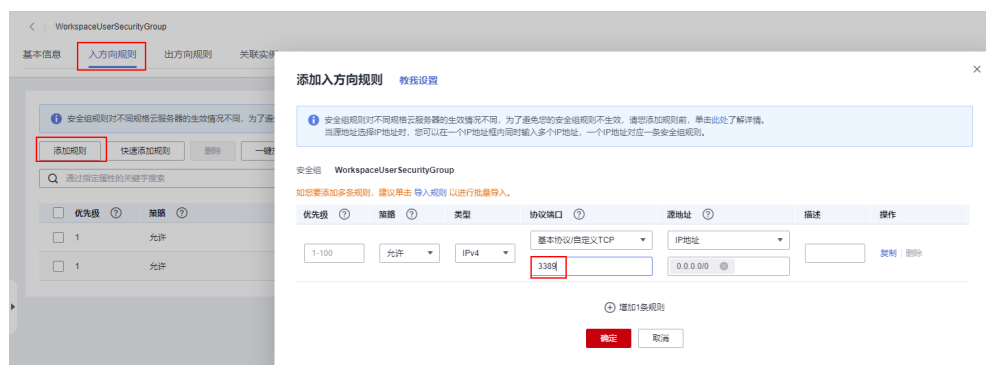 WorkspaceUserSecurityGroup
基本信息 入方向规则 出方向规则 关联实例
安全组规则对不同规格云服务器的生效情况不同，为了避
添加规则 快速添加规则 删除
通过指定属性的关键字搜索
优先级 策略
1 允许
1 允许
添加入方向规则 教我设置
安全组规则对不同规格云服务器的生效情况不同，为了避免您的安全组规则不生效，请您添加规则前，单击此处了解详情。
当源地址选择IP地址时，您可以在一个IP地址框内同时输入多个IP地址，一个IP地址对应一条安全组规则。
安全组 WorkspaceUserSecurityGroup
如您要添加多条规则，建议单击 导入规则 以进行批量导入。
优先级 策略 类型 协议端口 源地址 描述 操作
1-100 允许 IPv4 基本协议/自定义TCP IP地址 复制 删除
3389 0.0.0.0/0
增加1条规则
确定 取消